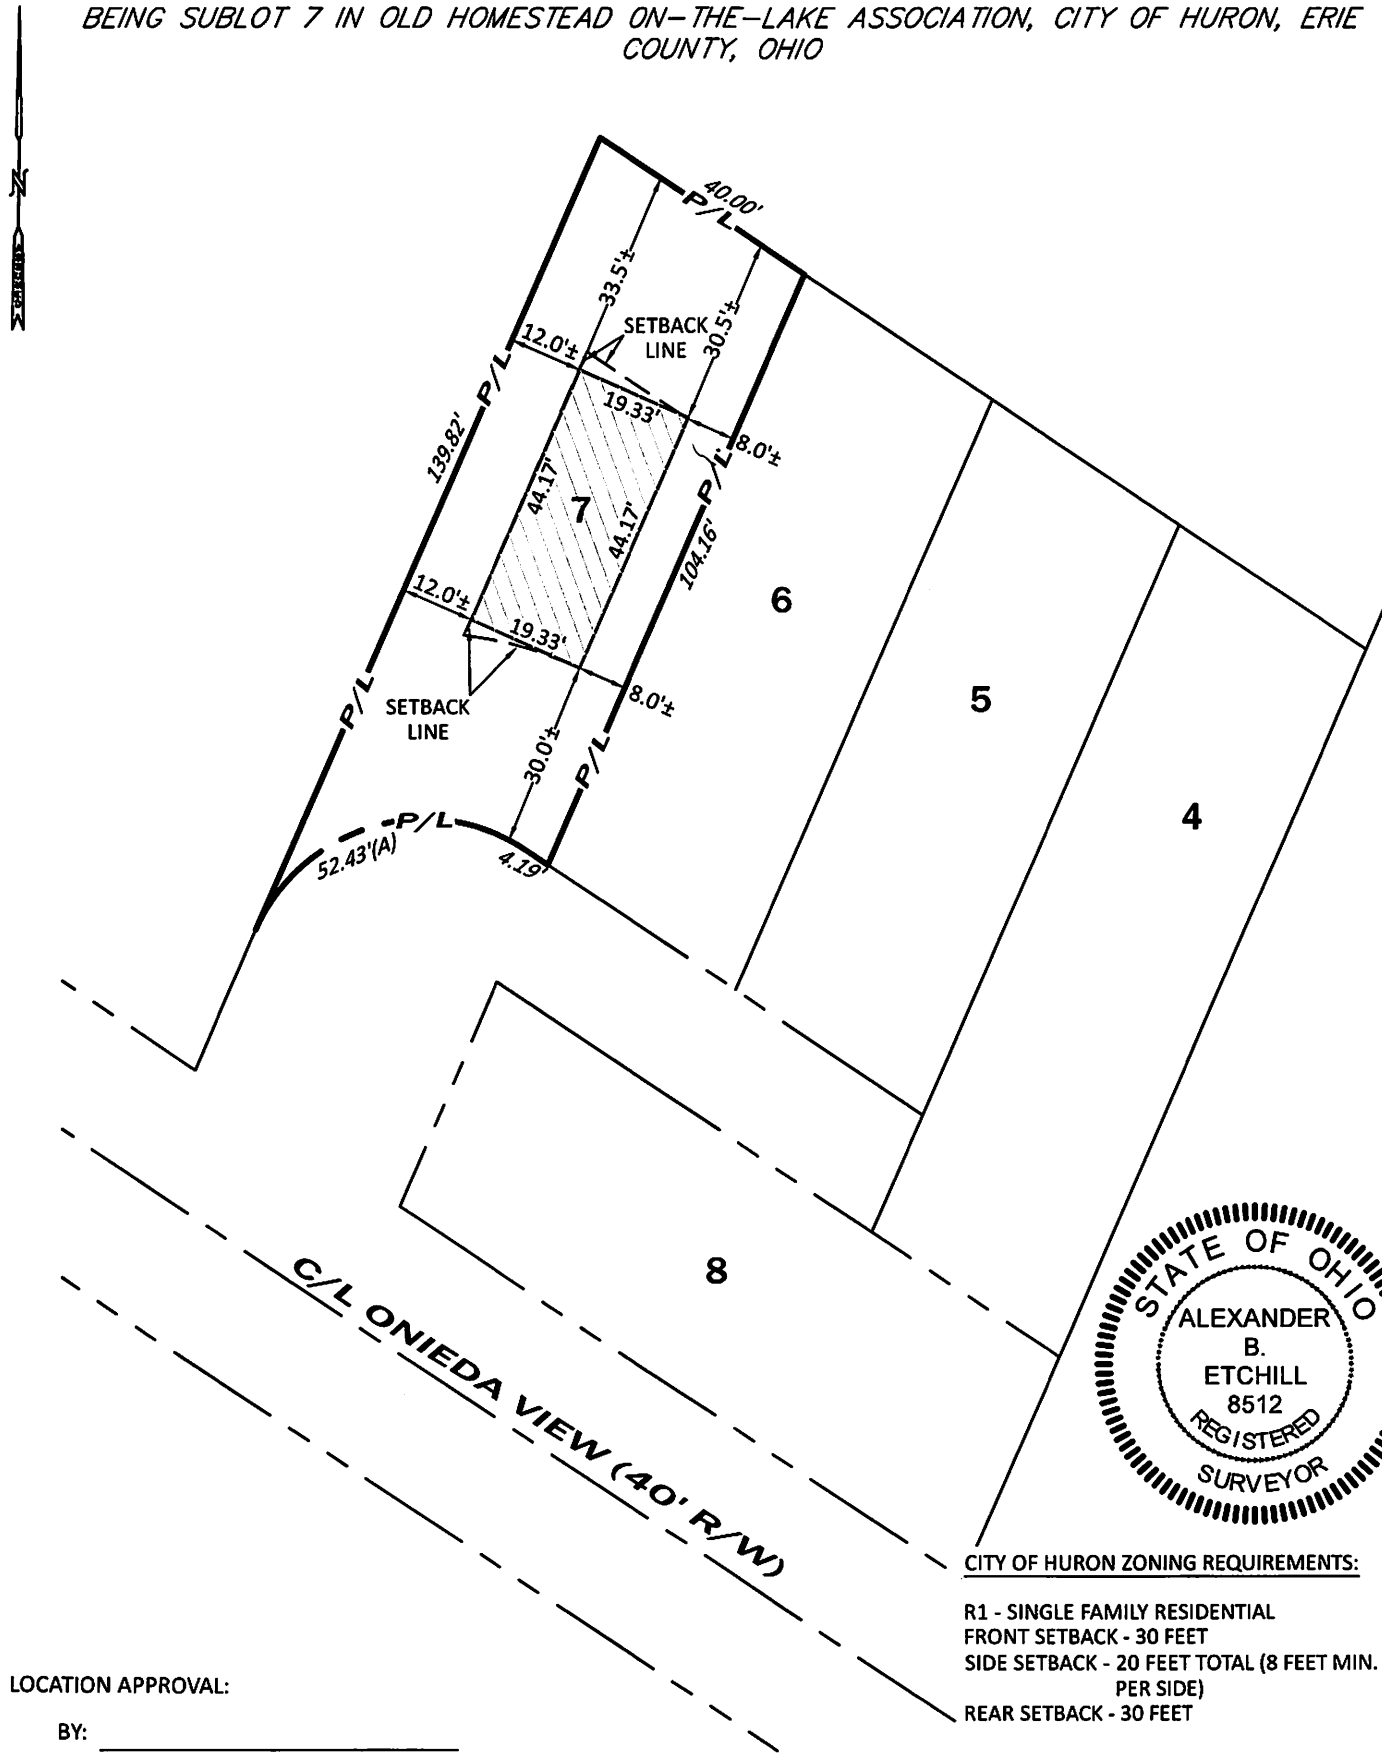 BEING SUBLOT 7 IN OLD HOMESTEAD ON-THE-LAKE ASSOCIATION, CITY OF HURON, ERIE
COUNTY, OHIO
N
40.00'
P/L
33.5'±
30.5'±
SETBACK
LINE
12.0'±
P/L
19.33'
8.0'±
139.82'
P/L
44.17'
7
44.17'
104.16'
6
12.0'±
19.33'
8.0'±
5
P/L
SETBACK
LINE
30.0'±
P/L
4
P/L
52.43'(A)
4.19'
8
C/L ONIEDA VIEW (40' R/W)
STATE OF OHIO
ALEXANDER
B.
ETCHILL
8512
REGISTERED
SURVEYOR
CITY OF HURON ZONING REQUIREMENTS:
R1 - SINGLE FAMILY RESIDENTIAL
FRONT SETBACK - 30 FEET
SIDE SETBACK - 20 FEET TOTAL (8 FEET MIN.
PER SIDE)
REAR SETBACK - 30 FEET
LOCATION APPROVAL:
BY: